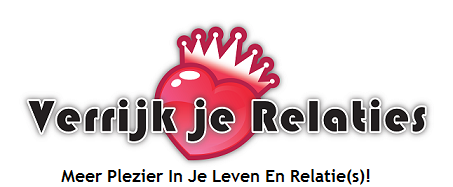 Verrijk je Relaties
Meer Plezier In Je Leven En Relatie(s)!